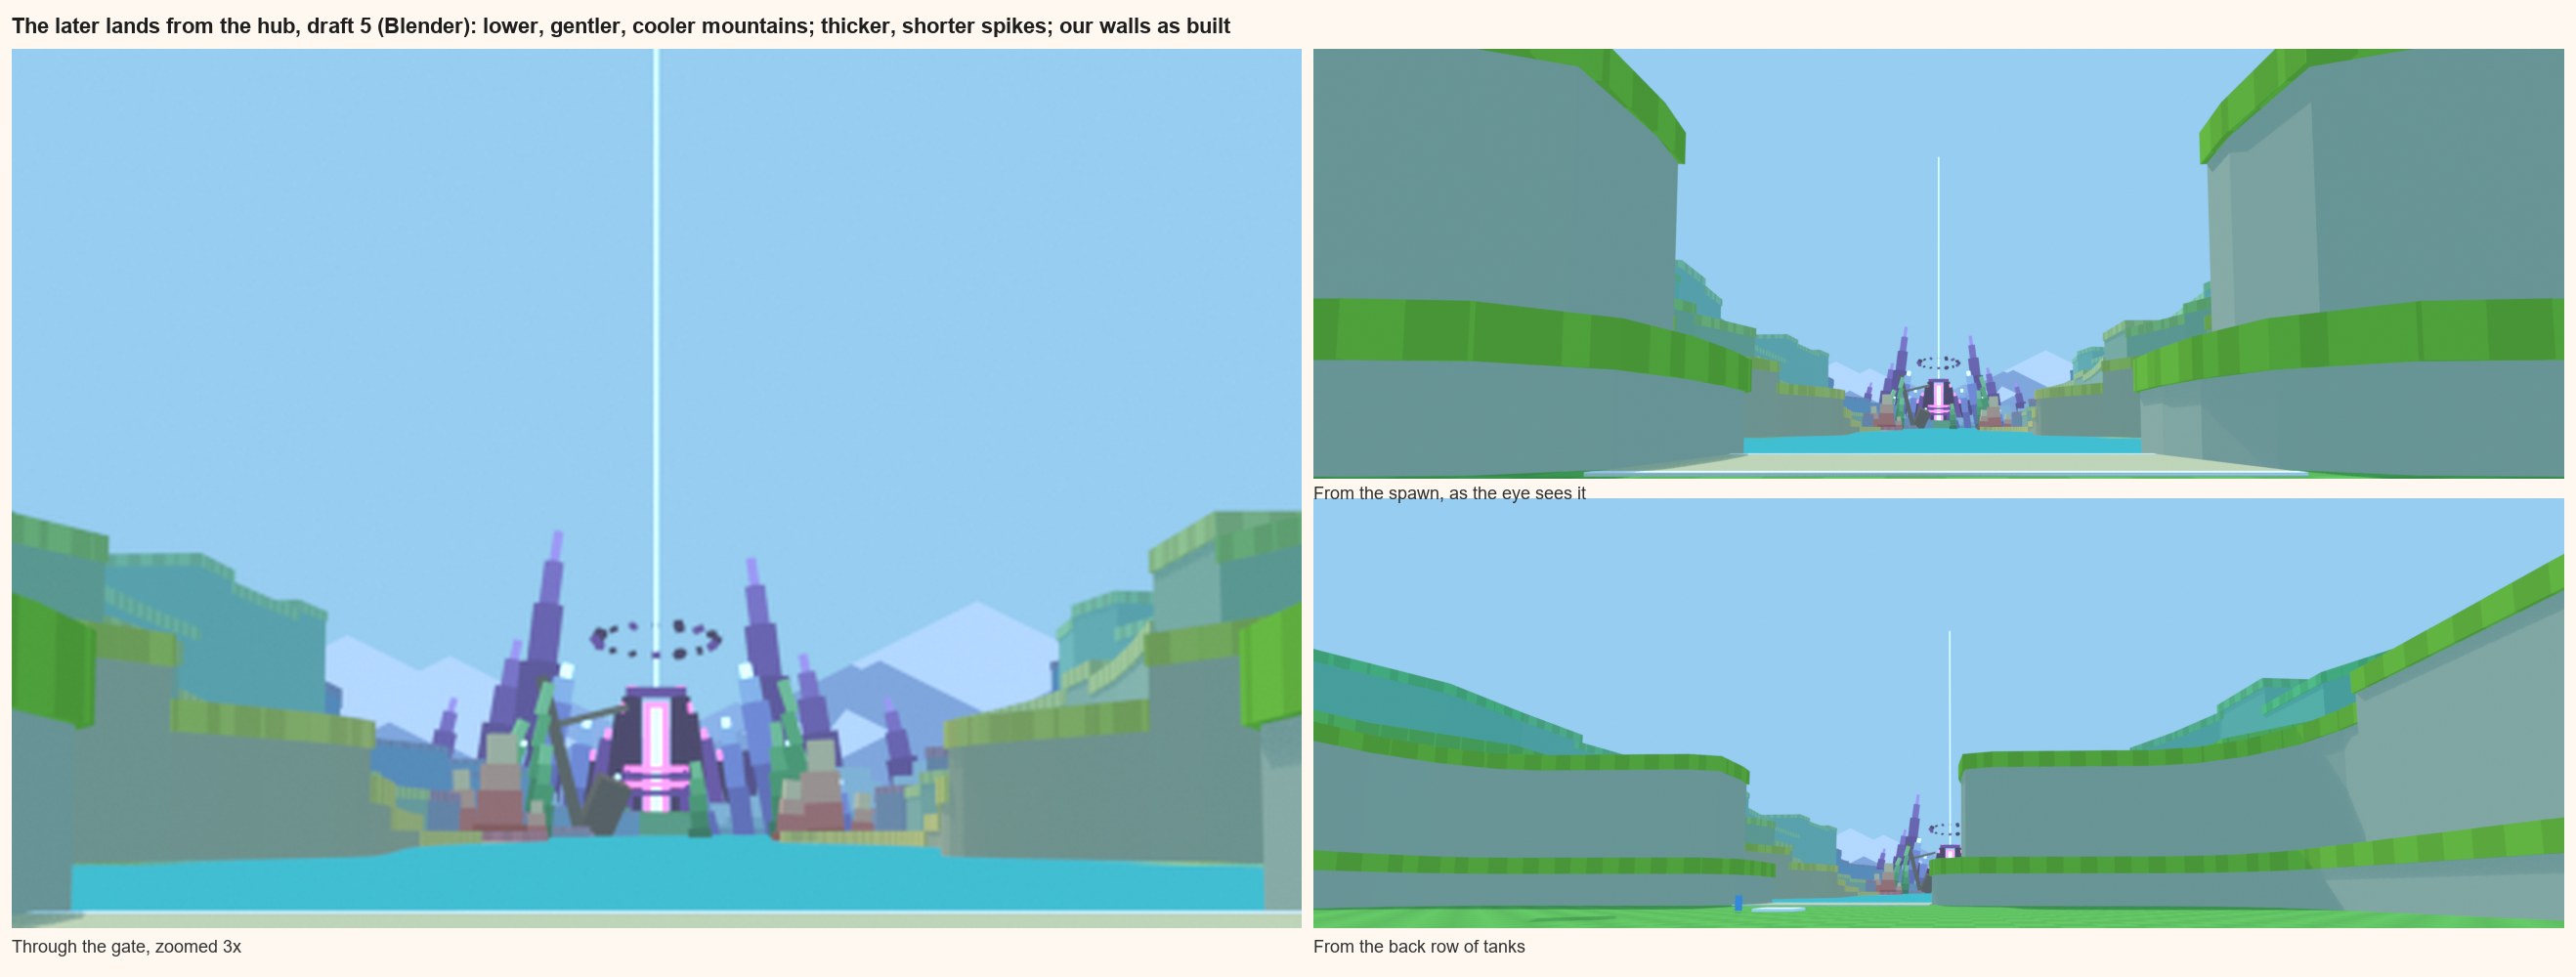 The later lands from the hub, draft 5 (Blender): lower, gentler, cooler mountains; thicker, shorter spikes; our walls as built
From the spawn, as the eye sees it
Through the gate, zoomed 3x
From the back row of tanks